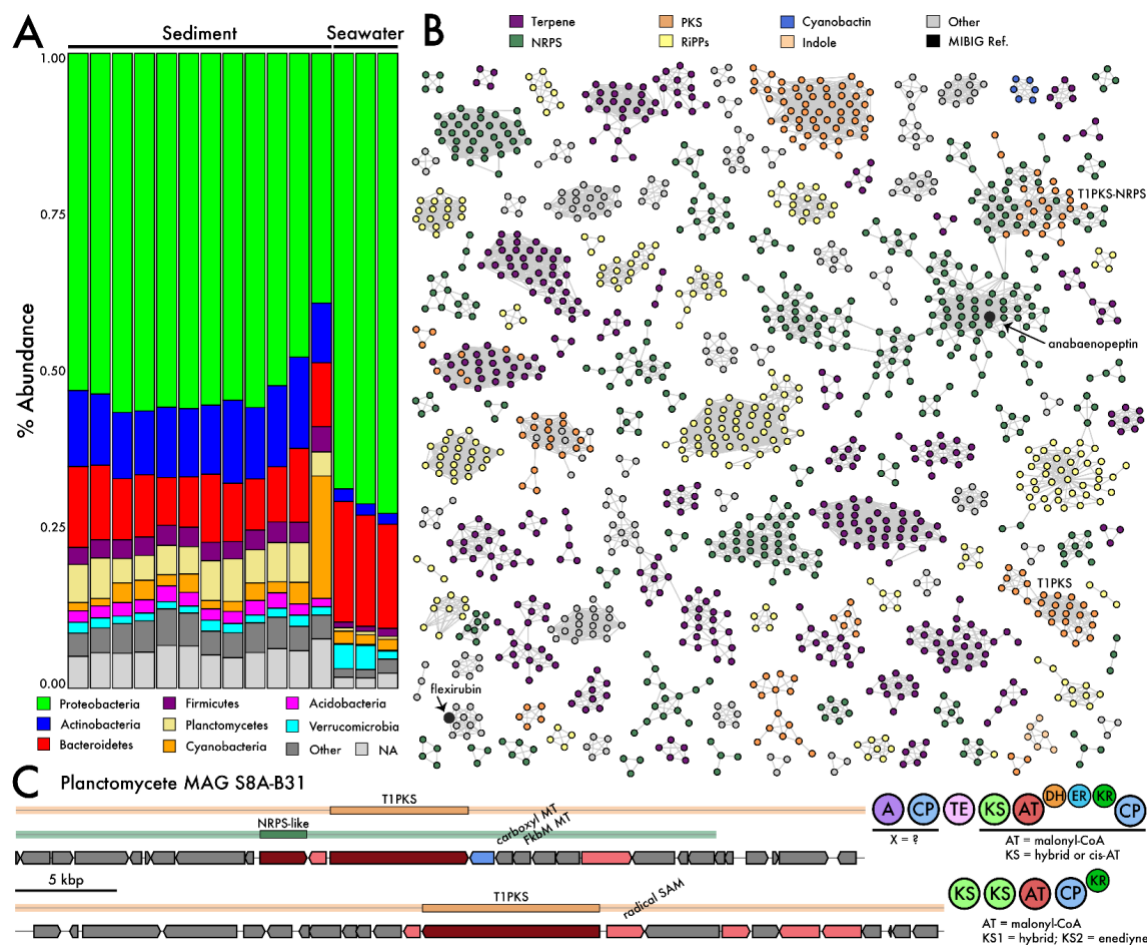 A
Sediment
Seawater
% Abundance
1.00
0.75
0.50
0.25
0.00
Proteobacteria
Actinobacteria
Bacteroidetes
Firmicutes
Planctomycetes
Cyanobacteria
Acidobacteria
Verrucomicrobia
Other
NA
B
Terpene
NRPS
PKS
RiPPs
Cyanobactin
Indole
Other
MIBIG Ref.
T1PKS-NRPS
anabaenopeptin
T1PKS
flexirubin
C
Planctomycete MAG S8A-B31
T1PKS
NRPS-like
carboxyl MT
FkbM MT
5 kbp
A
CP
TE
KS
AT
DH
ER
KR
CP
X = ?
AT = malonyl-CoA
KS = hybrid or cis-AT
T1PKS
radical SAM
KS
KS
AT
CP
KR
AT = malonyl-CoA
KS1 = hybrid; KS2 = enediyne